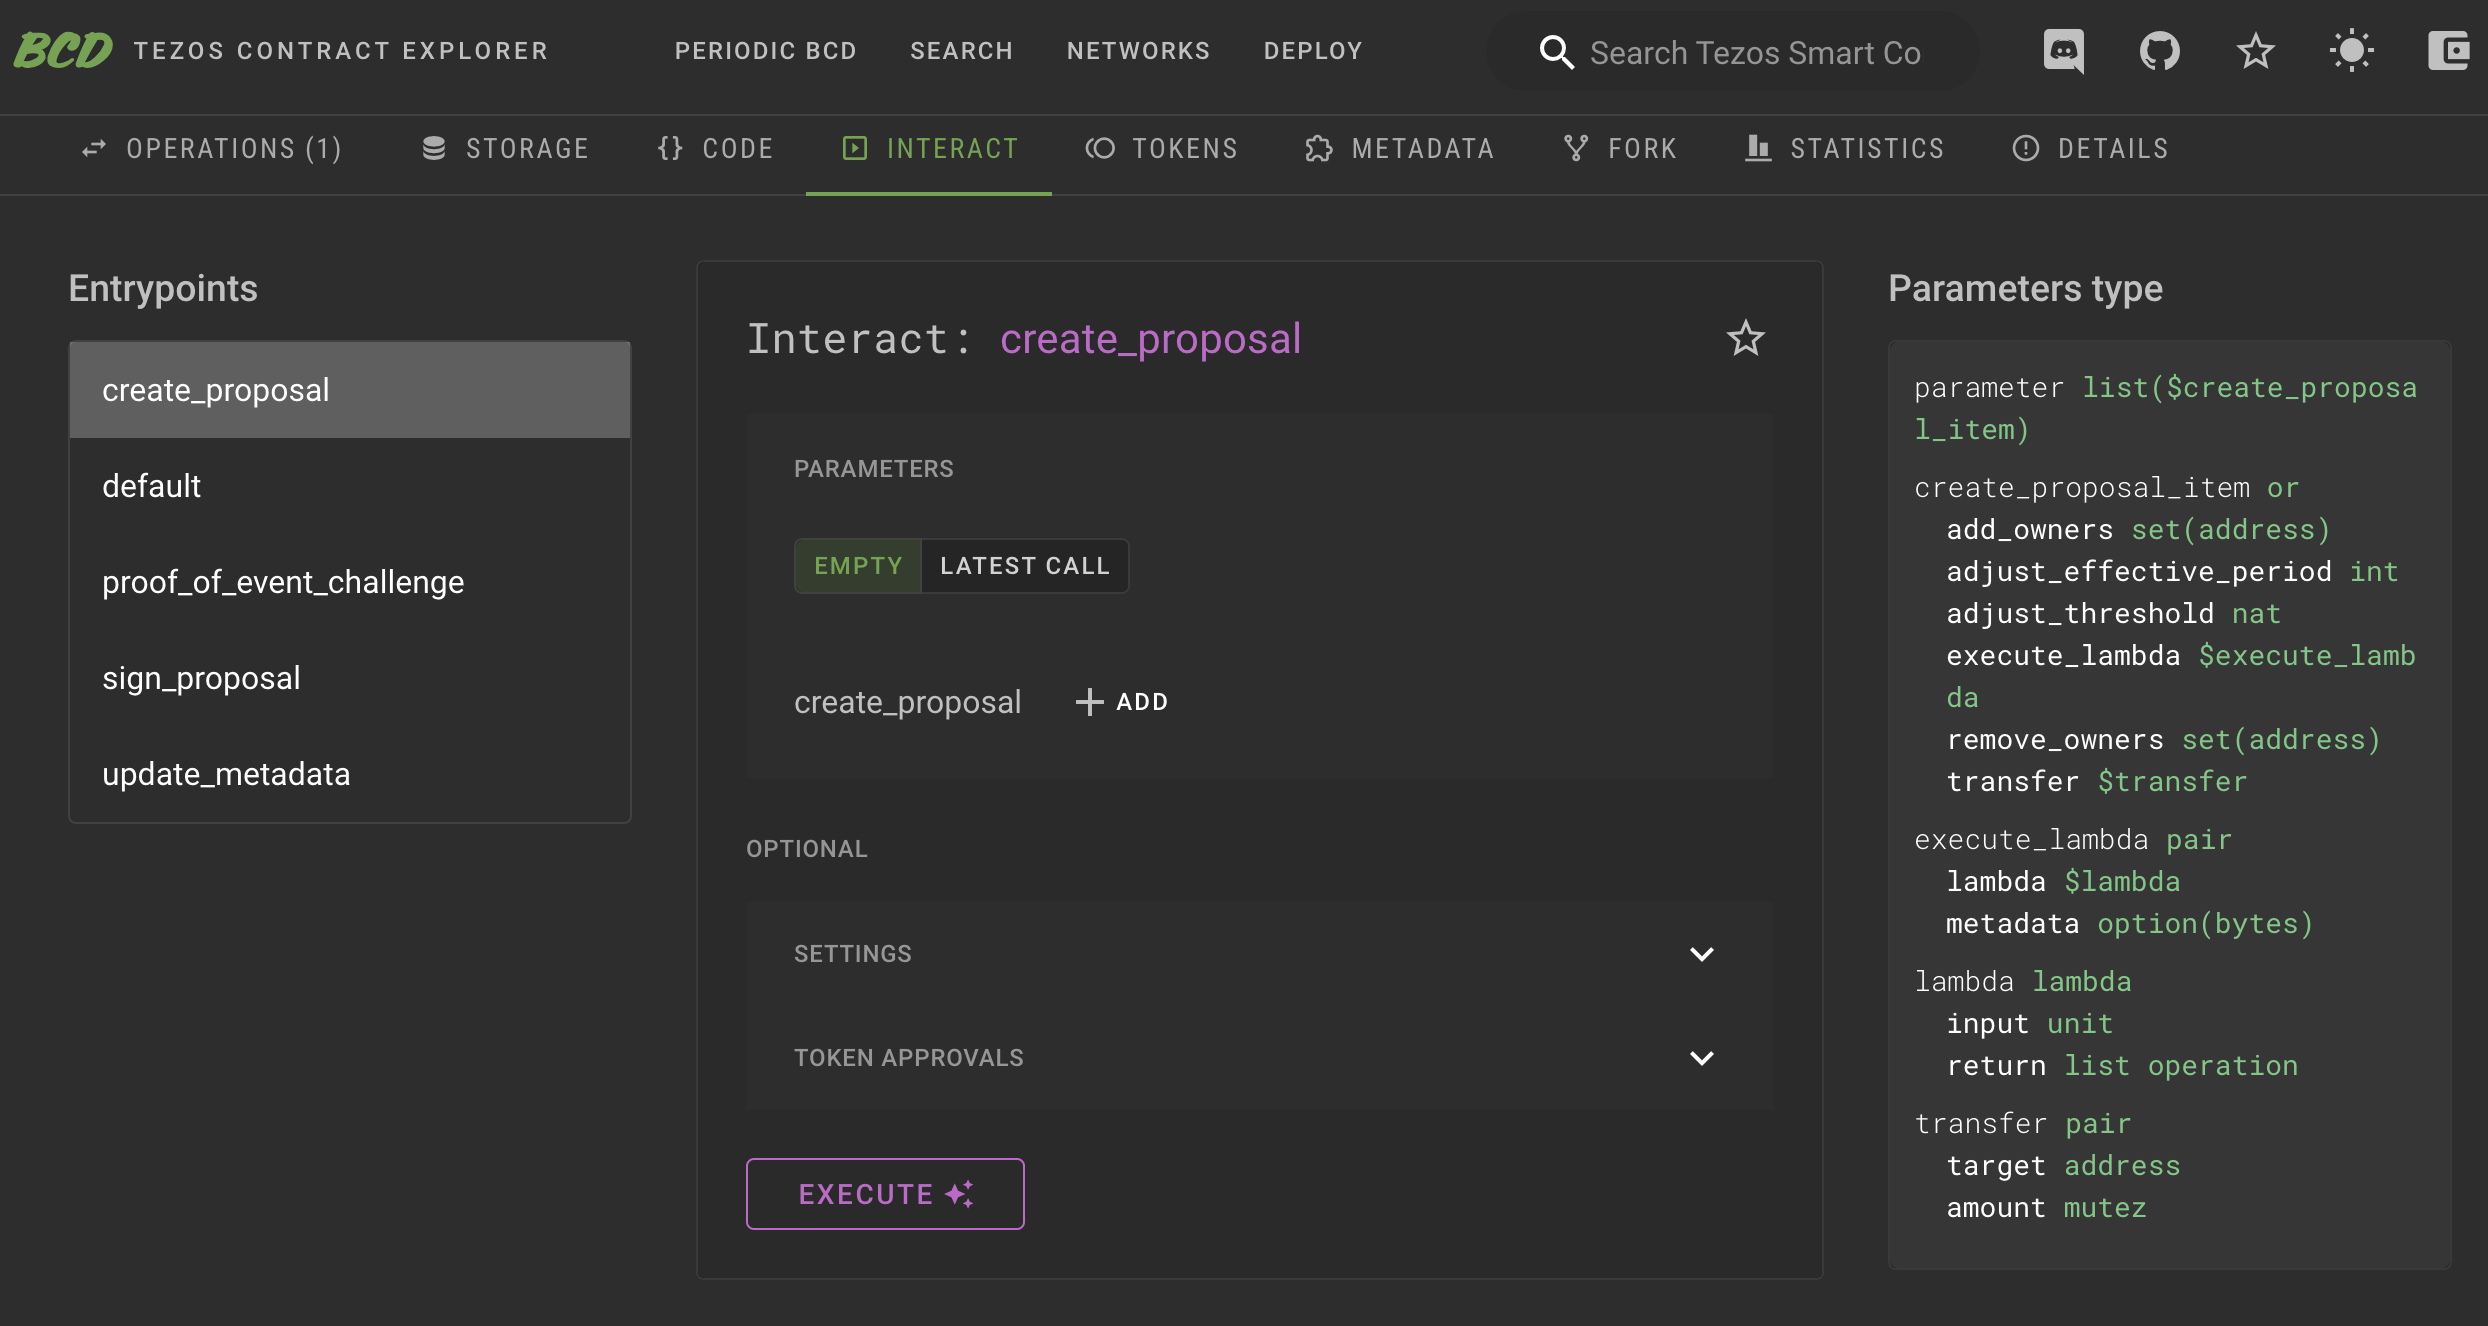 BCD TEZOS CONTRACT EXPLORER PERIODIC BCD SEARCH NETWORKS DEPLOY Search Tezos Smart Co
OPERATIONS (1) STORAGE {} CODE INTERACT TOKENS METADATA FORK STATISTICS DETAILS
Entrypoints
create_proposal
default
proof_of_event_challenge
sign_proposal
update_metadata
Interact: create_proposal
PARAMETERS
EMPTY LATEST CALL
create_proposal + ADD
OPTIONAL
SETTINGS
TOKEN APPROVALS
EXECUTE
Parameters type
parameter list($create_proposa
l_item)
create_proposal_item or
add_owners set(address)
adjust_effective_period int
adjust_threshold nat
execute_lambda $execute_lamb
da
remove_owners set(address)
transfer $transfer
execute_lambda pair
lambda $lambda
metadata option(bytes)
lambda lambda
input unit
return list operation
transfer pair
target address
amount mutez